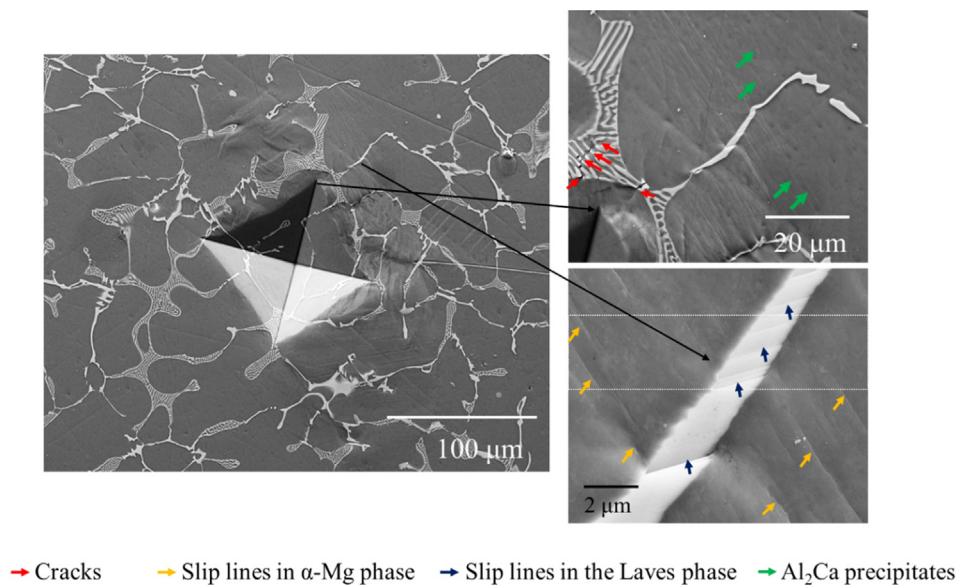 20 μm
100 μm
2 μm
Cracks
Slip lines in α-Mg phase
Slip lines in the Laves phase
Al₂Ca precipitates